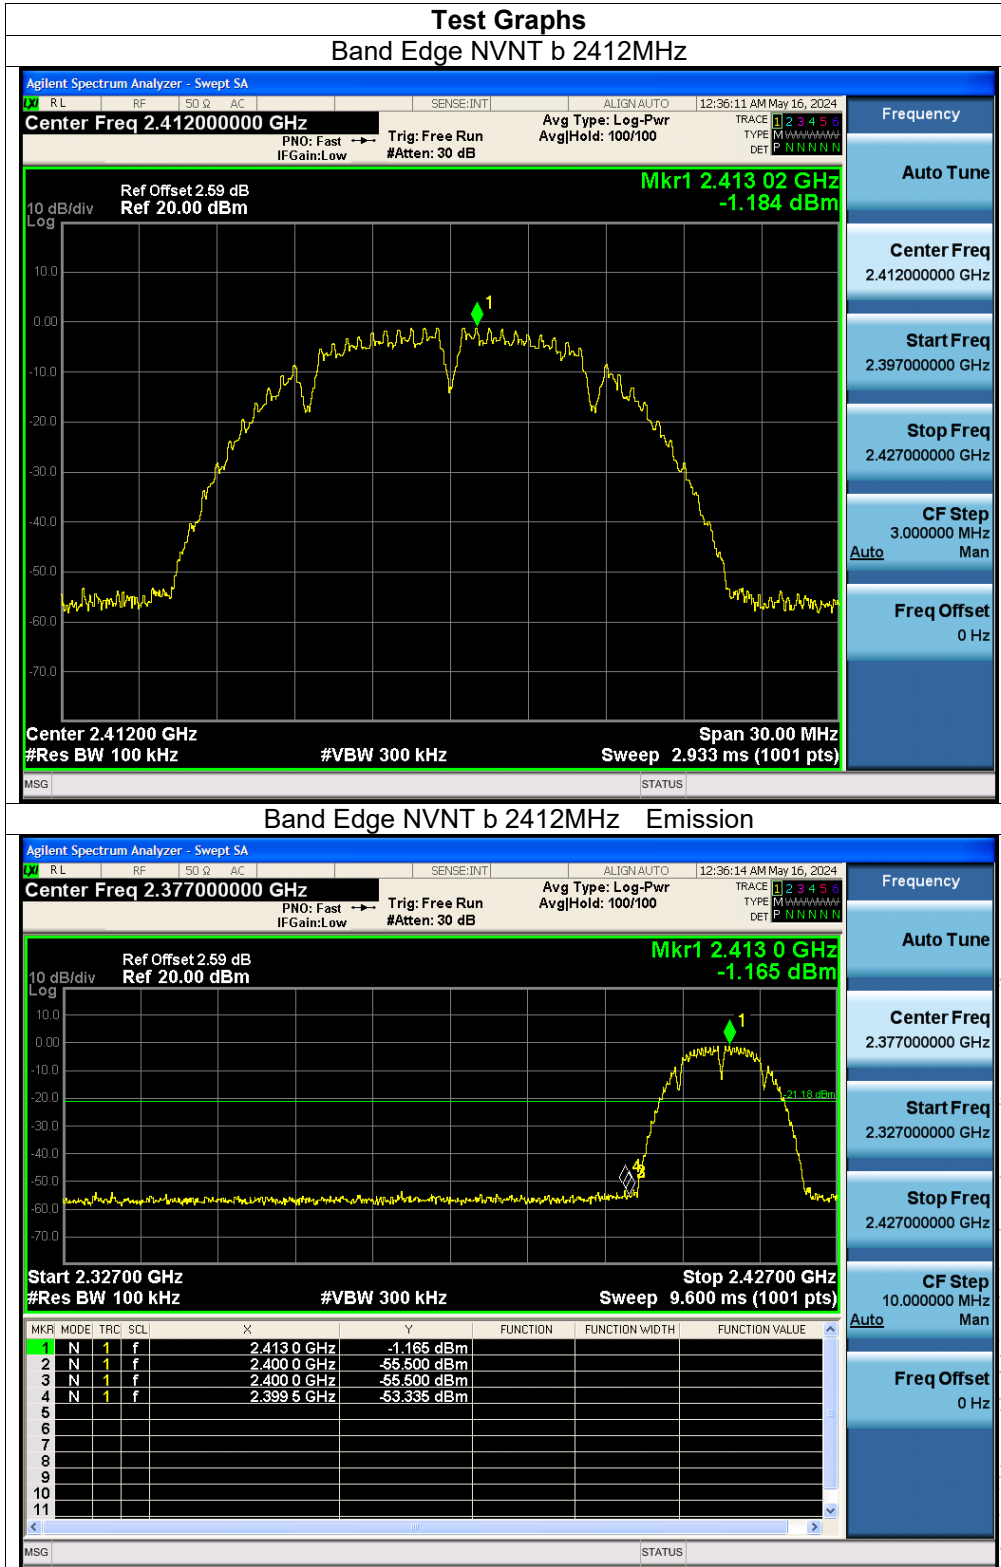 Test Graphs
Band Edge NVNT b 2412MHz
Agilent Spectrum Analyzer - Swept SA
LXI RL RF 50 Ω AC SENSE:INT ALIGN AUTO 12:36:11 AM May 16, 2024
Center Freq 2.412000000 GHz
PNO: Fast
IFGain:Low
Trig: Free Run
#Atten: 30 dB
Avg Type: Log-Pwr
Avg|Hold: 100/100
TRACE 1 2 3 4 5 6
TYPE M W W W W W
DET P N N N N N
Mkr1 2.413 02 GHz
-1.184 dBm
Ref Offset 2.59 dB
10 dB/div Ref 20.00 dBm
Log
10.0
0.00
-10.0
-20.0
-30.0
-40.0
-50.0
-60.0
-70.0
1
Center 2.41200 GHz Span 30.00 MHz
#Res BW 100 kHz #VBW 300 kHz Sweep 2.933 ms (1001 pts)
MSG STATUS
Frequency
Auto Tune
Center Freq
2.412000000 GHz
Start Freq
2.397000000 GHz
Stop Freq
2.427000000 GHz
CF Step
3.000000 MHz
Auto Man
Freq Offset
0 Hz
Band Edge NVNT b 2412MHz Emission
Agilent Spectrum Analyzer - Swept SA
LXI RL RF 50 Ω AC SENSE:INT ALIGN AUTO 12:36:14 AM May 16, 2024
Center Freq 2.377000000 GHz
PNO: Fast
IFGain:Low
Trig: Free Run
#Atten: 30 dB
Avg Type: Log-Pwr
Avg|Hold: 100/100
TRACE 1 2 3 4 5 6
TYPE M W W W W W
DET P N N N N N
Mkr1 2.413 0 GHz
-1.165 dBm
Ref Offset 2.59 dB
10 dB/div Ref 20.00 dBm
Log
10.0
0.00
-10.0
-20.0
-30.0
-40.0
-50.0
-60.0
-70.0
1
-21.18 dBm
4
Start 2.32700 GHz Stop 2.42700 GHz
#Res BW 100 kHz #VBW 300 kHz Sweep 9.600 ms (1001 pts)
MKR MODE TRC SCL X Y FUNCTION FUNCTION WIDTH FUNCTION VALUE
1 N 1 f 2.413 0 GHz -1.165 dBm
2 N 1 f 2.400 0 GHz -55.500 dBm
3 N 1 f 2.400 0 GHz -55.500 dBm
4 N 1 f 2.399 5 GHz -53.335 dBm
5
6
7
8
9
10
11
MSG STATUS
Frequency
Auto Tune
Center Freq
2.377000000 GHz
Start Freq
2.327000000 GHz
Stop Freq
2.427000000 GHz
CF Step
10.000000 MHz
Auto Man
Freq Offset
0 Hz